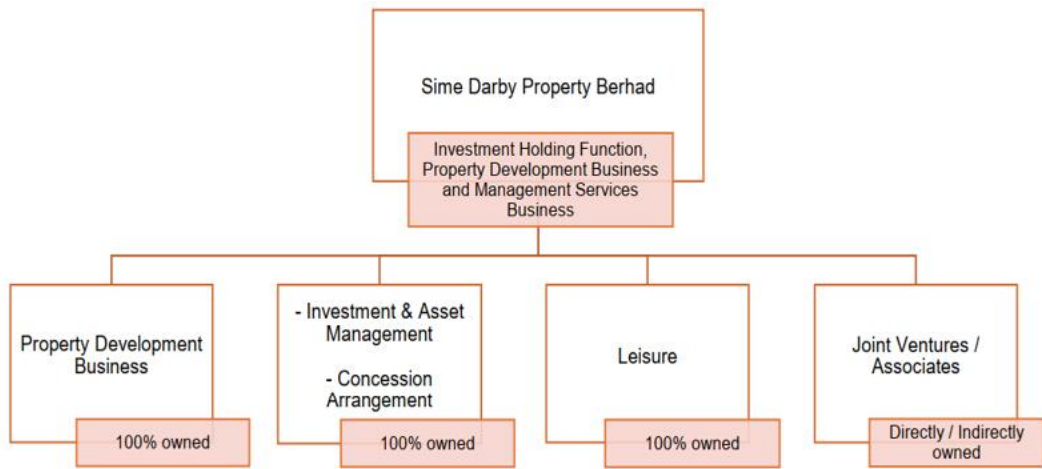 Sime Darby Property Berhad
Investment Holding Function,
Property Development Business
and Management Services
Business
Property Development
Business
100% owned
- Investment & Asset
Management
- Concession
Arrangement
100% owned
Leisure
100% owned
Joint Ventures /
Associates
Directly / Indirectly
owned